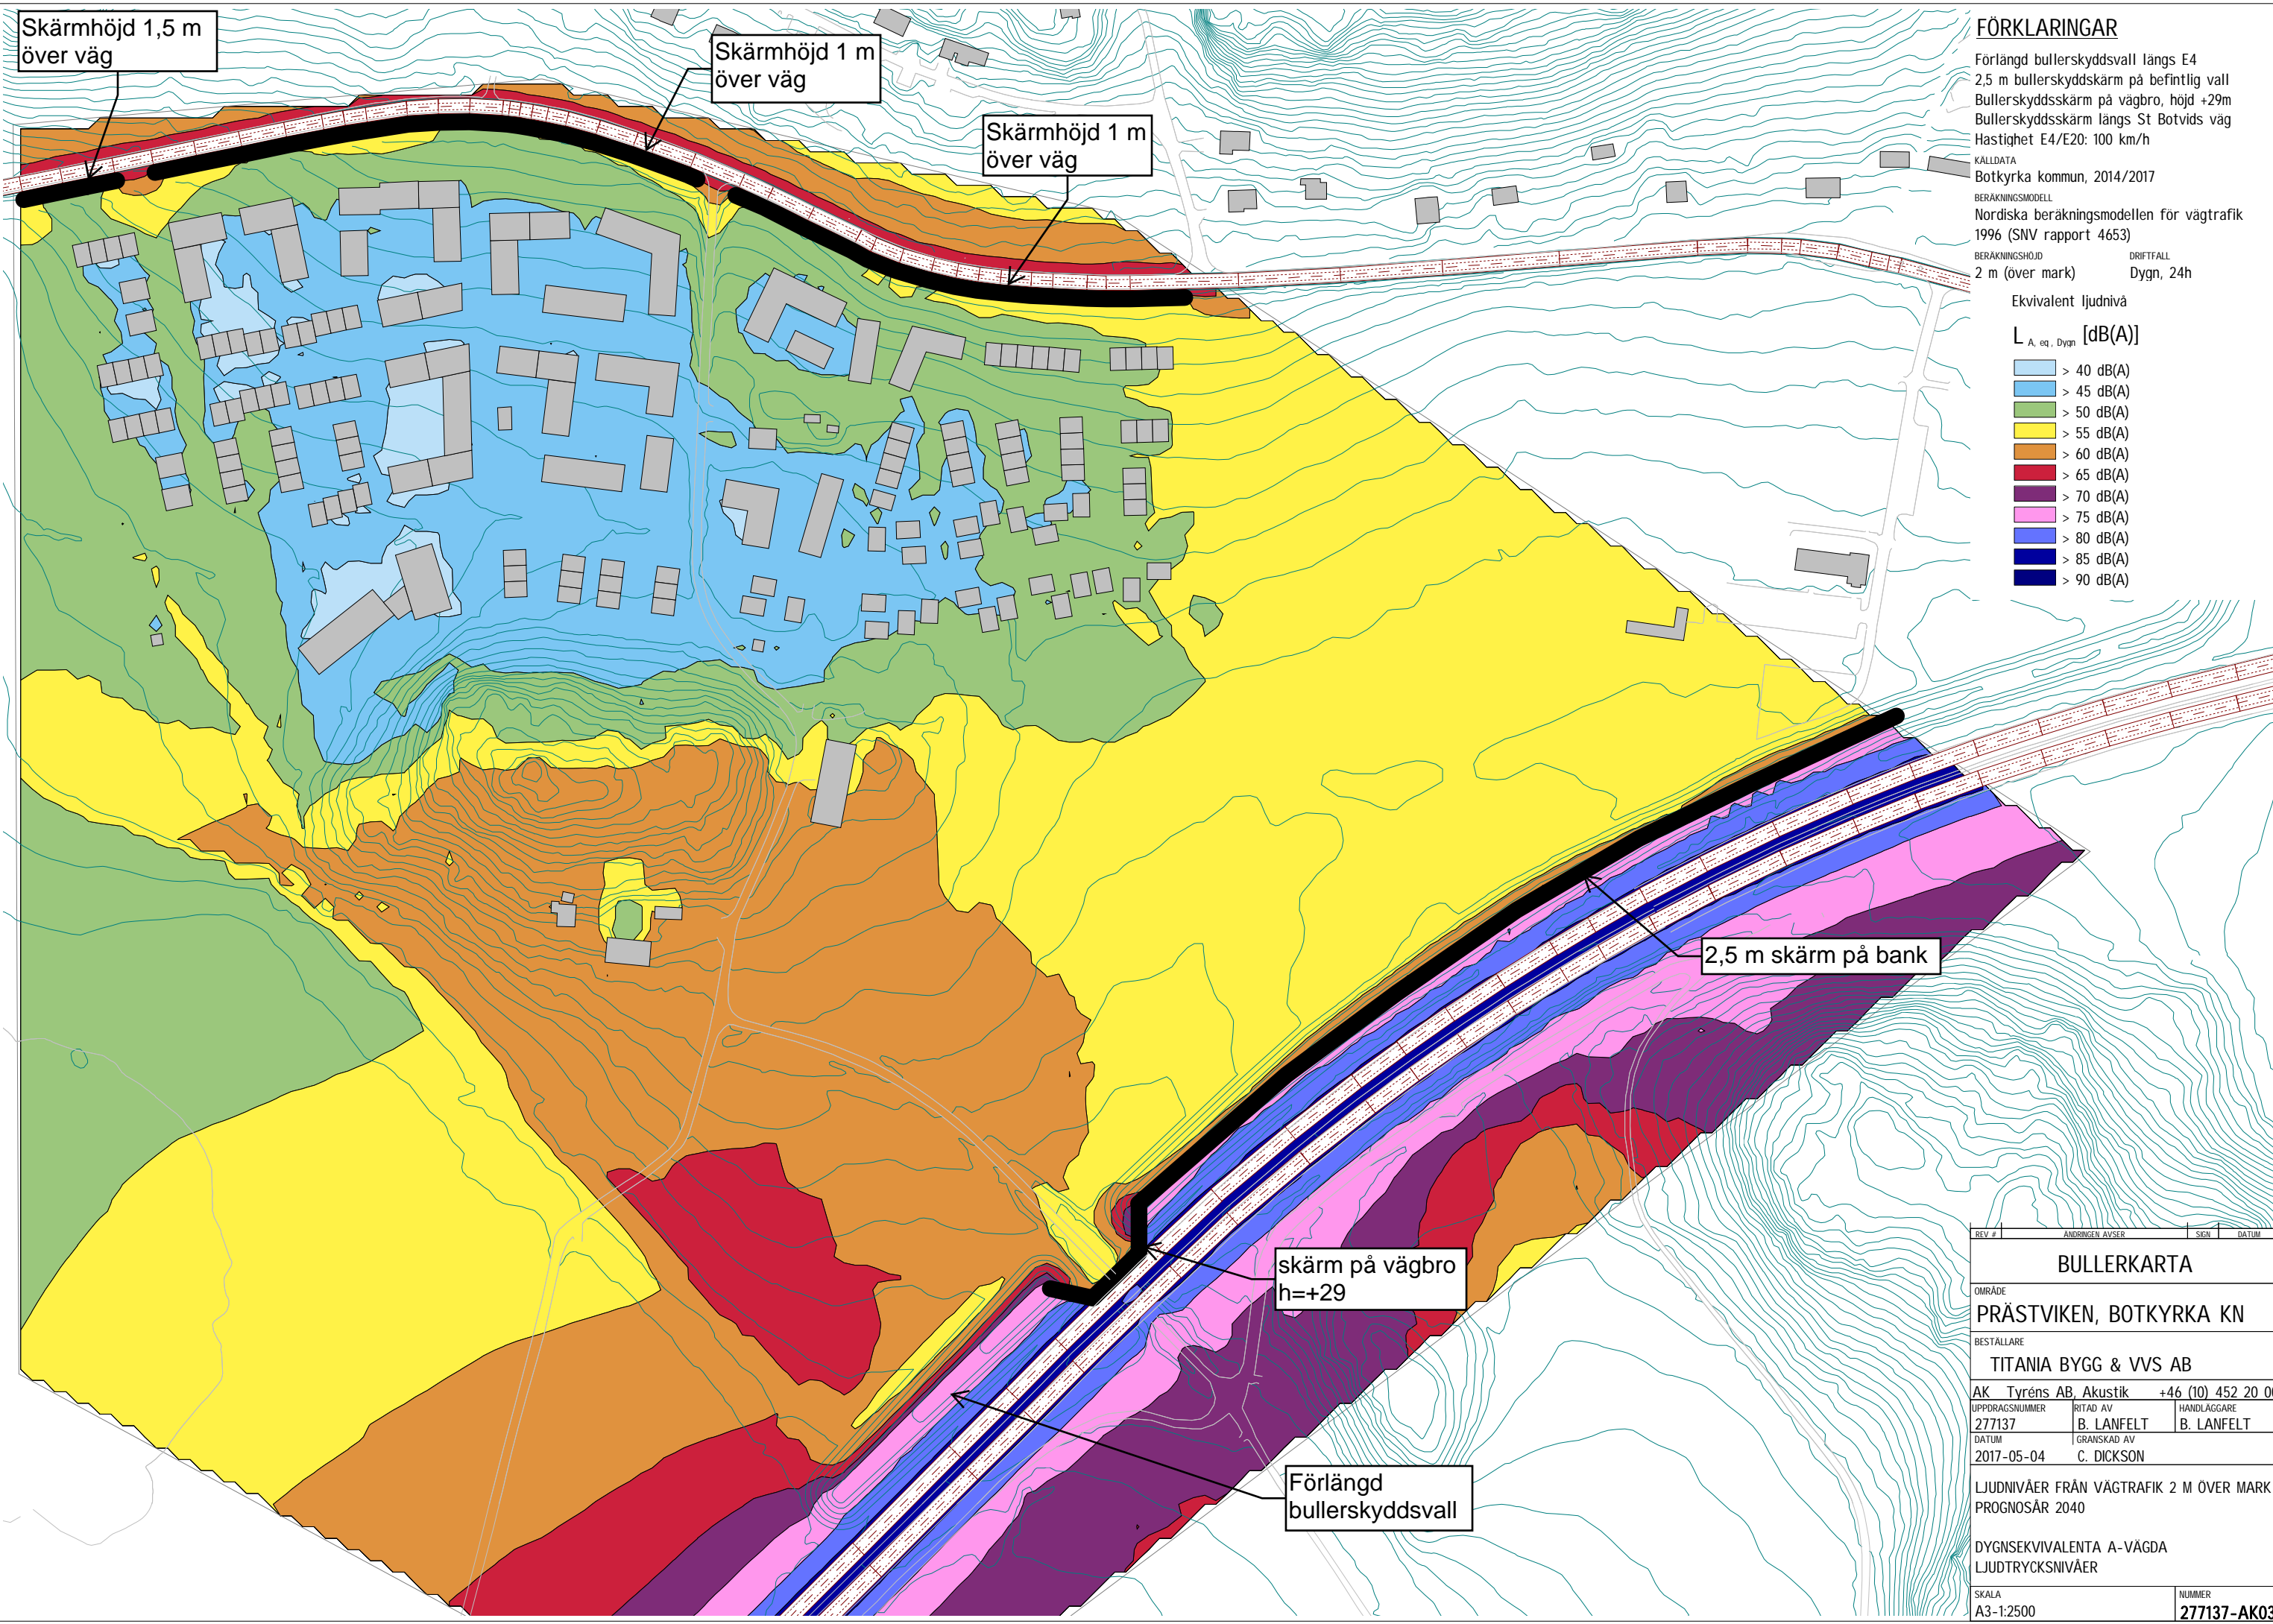 Skärmhöjd 1,5 m
över väg
Skärmhöjd 1 m
över väg
Skärmhöjd 1 m
över väg
2,5 m skärm på bank
skärm på vägbro
h=+29
Förlängd
bullerskyddsvall
FÖRKLARINGAR
Förlängd bullerskyddsvall längs E4
2,5 m bullerskyddskärm på befintlig vall
Bullerskyddsskärm på vägbro, höjd +29m
Bullerskyddsskärm längs St Botvids väg
Hastighet E4/E20: 100 km/h
KÄLLDATA
Botkyrka kommun, 2014/2017
BERÄKNINGSMODELL
Nordiska beräkningsmodellen för vägtrafik
1996 (SNV rapport 4653)
BERÄKNINGSHÖJD DRIFTFALL
2 m (över mark) Dygn, 24h
Ekvivalent ljudnivå
L A, eq, Dygn [dB(A)]
> 40 dB(A)
> 45 dB(A)
> 50 dB(A)
> 55 dB(A)
> 60 dB(A)
> 65 dB(A)
> 70 dB(A)
> 75 dB(A)
> 80 dB(A)
> 85 dB(A)
> 90 dB(A)
REV # ÄNDRINGEN AVSER SIGN DATUM
BULLERKARTA
OMRÅDE
PRÄSTVIKEN, BOTKYRKA KN
BESTÄLLARE
TITANIA BYGG & VVS AB
AK Tyréns AB, Akustik +46 (10) 452 20 00
UPPDRAGSNUMMER RITAD AV HANDLÄGGARE
277137 B. LANFELT B. LANFELT
DATUM GRANSKAD AV
2017-05-04 C. DICKSON
LJUDNIVÅER FRÅN VÄGTRAFIK 2 M ÖVER MARK
PROGNOSÅR 2040
DYGNSEKVIVALENTA A-VÄGDA
LJUDTRYCKSNIVÅER
SKALA NUMMER
A3-1:2500 277137-AK03